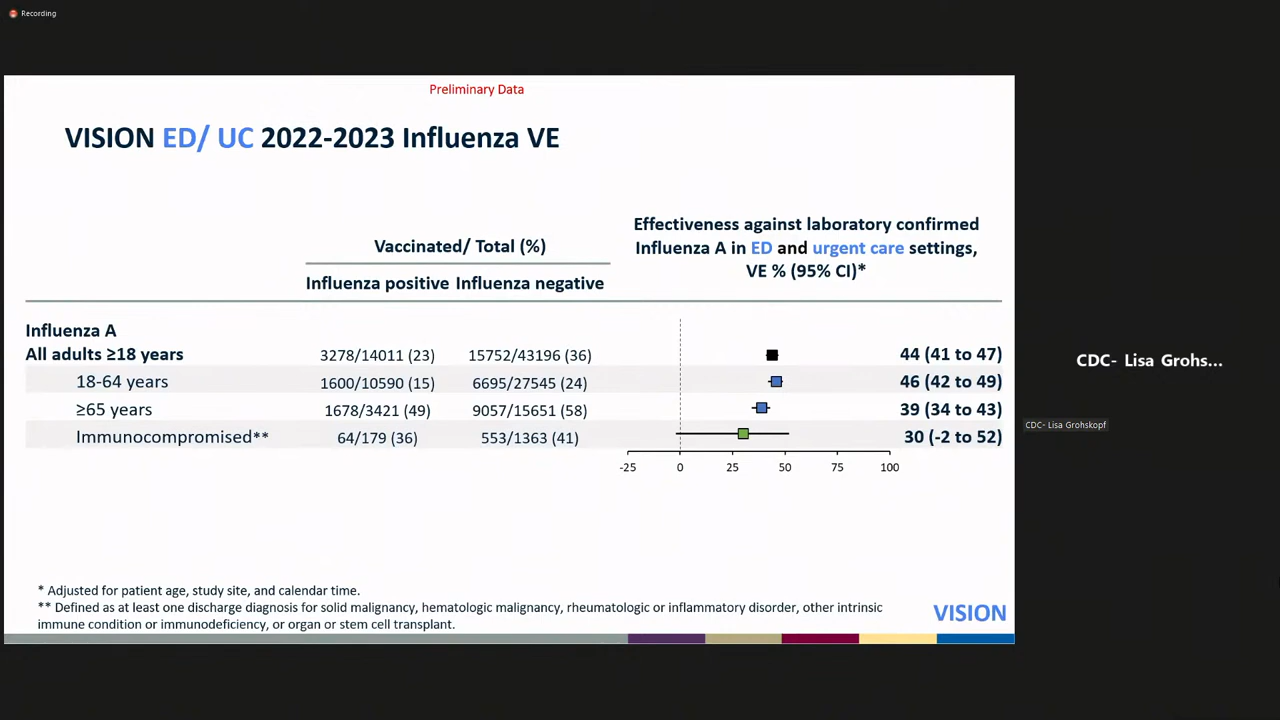 Recording
Preliminary Data
VISION ED/ UC 2022-2023 Influenza VE
Effectiveness against laboratory confirmed
Influenza A in ED and urgent care settings,
VE % (95% CI)*
Vaccinated/ Total (%)
Influenza positive Influenza negative
Influenza A
All adults ≥18 years 3278/14011 (23) 15752/43196 (36) 44 (41 to 47)
18-64 years 1600/10590 (15) 6695/27545 (24) 46 (42 to 49)
≥65 years 1678/3421 (49) 9057/15651 (58) 39 (34 to 43)
Immunocompromised** 64/179 (36) 553/1363 (41) 30 (-2 to 52)
-25 0 25 50 75 100
* Adjusted for patient age, study site, and calendar time.
** Defined as at least one discharge diagnosis for solid malignancy, hematologic malignancy, rheumatologic or inflammatory disorder, other intrinsic
immune condition or immunodeficiency, or organ or stem cell transplant.
VISION
CDC- Lisa Grohs...
CDC- Lisa Grohskopf